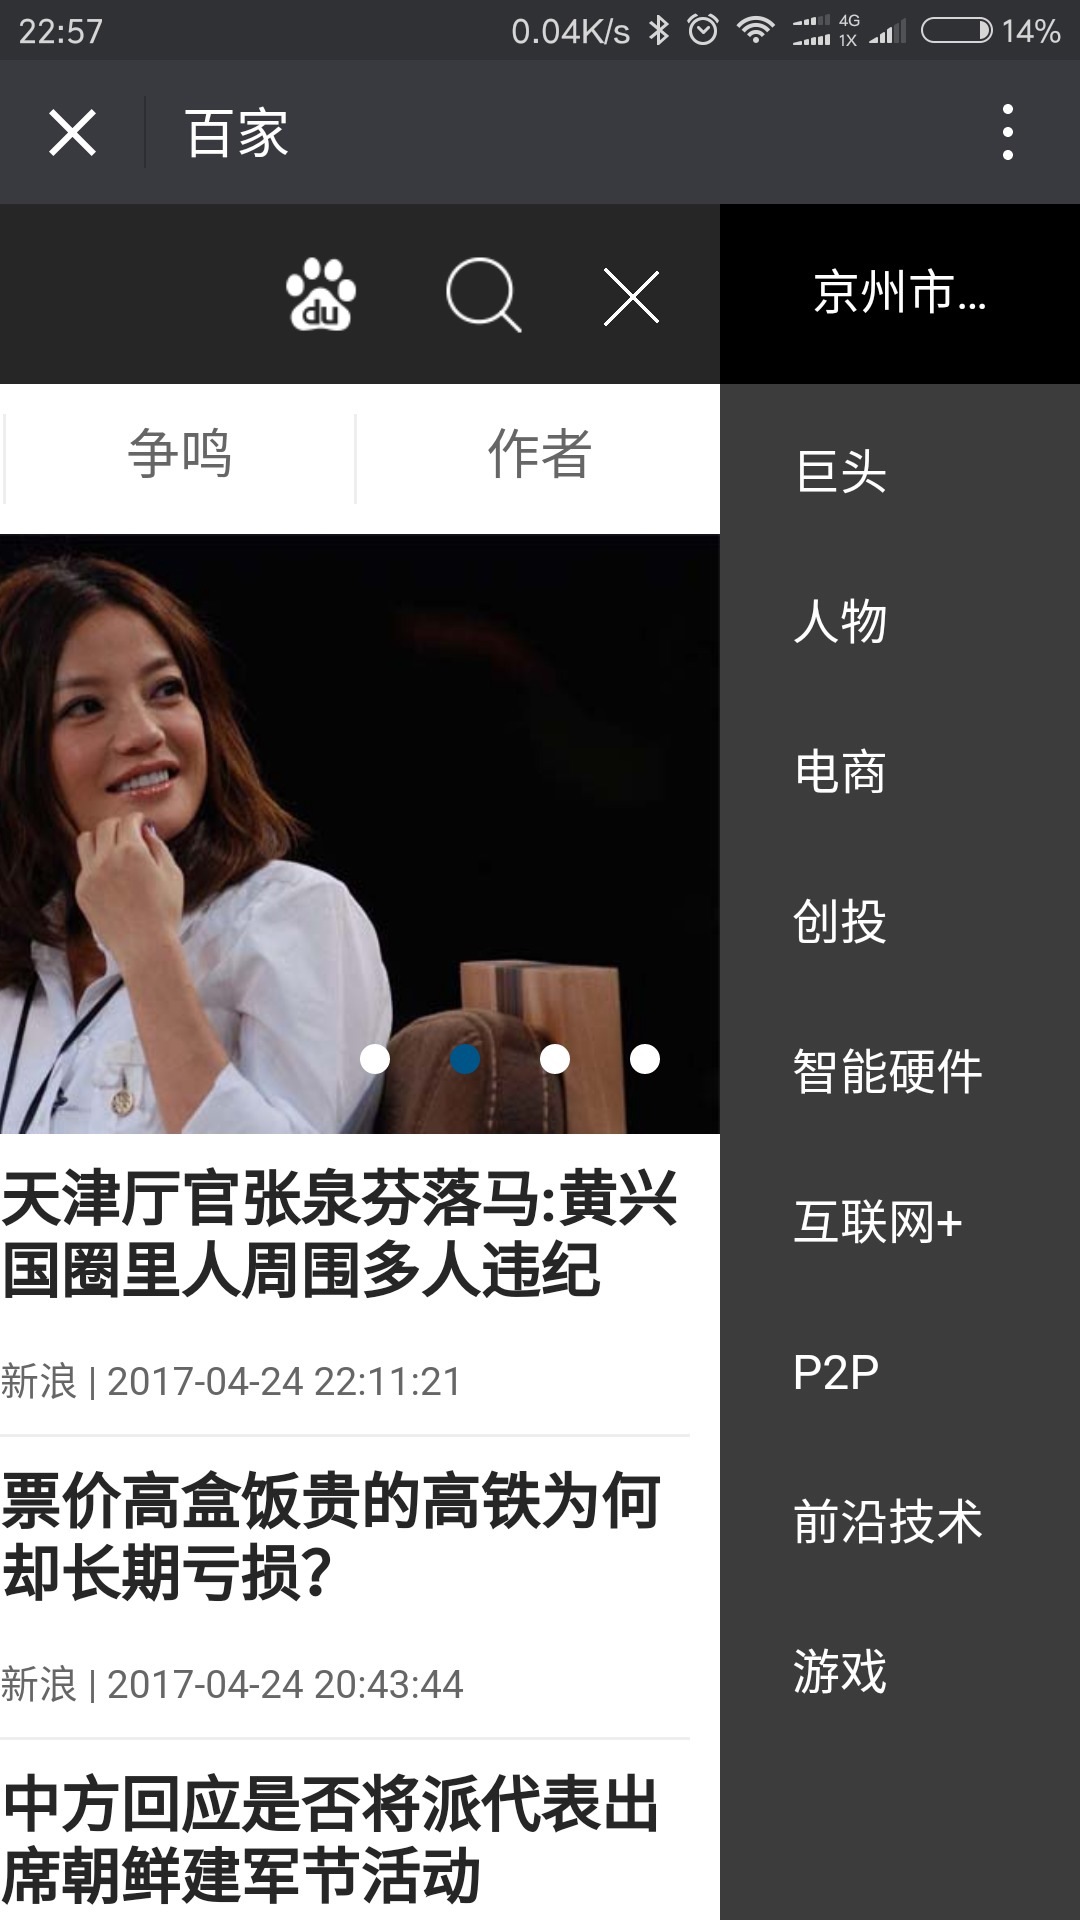 22:57
0.04K/s
4G
1X
14%
百家
du
京州市...
争鸣
作者
巨头
人物
电商
创投
智能硬件
互联网+
P2P
前沿技术
游戏
天津厅官张泉芬落马:黄兴
国圈里人周围多人违纪
新浪 | 2017-04-24 22:11:21
票价高盒饭贵的高铁为何
却长期亏损？
新浪 | 2017-04-24 20:43:44
中方回应是否将派代表出
席朝鲜建军节活动